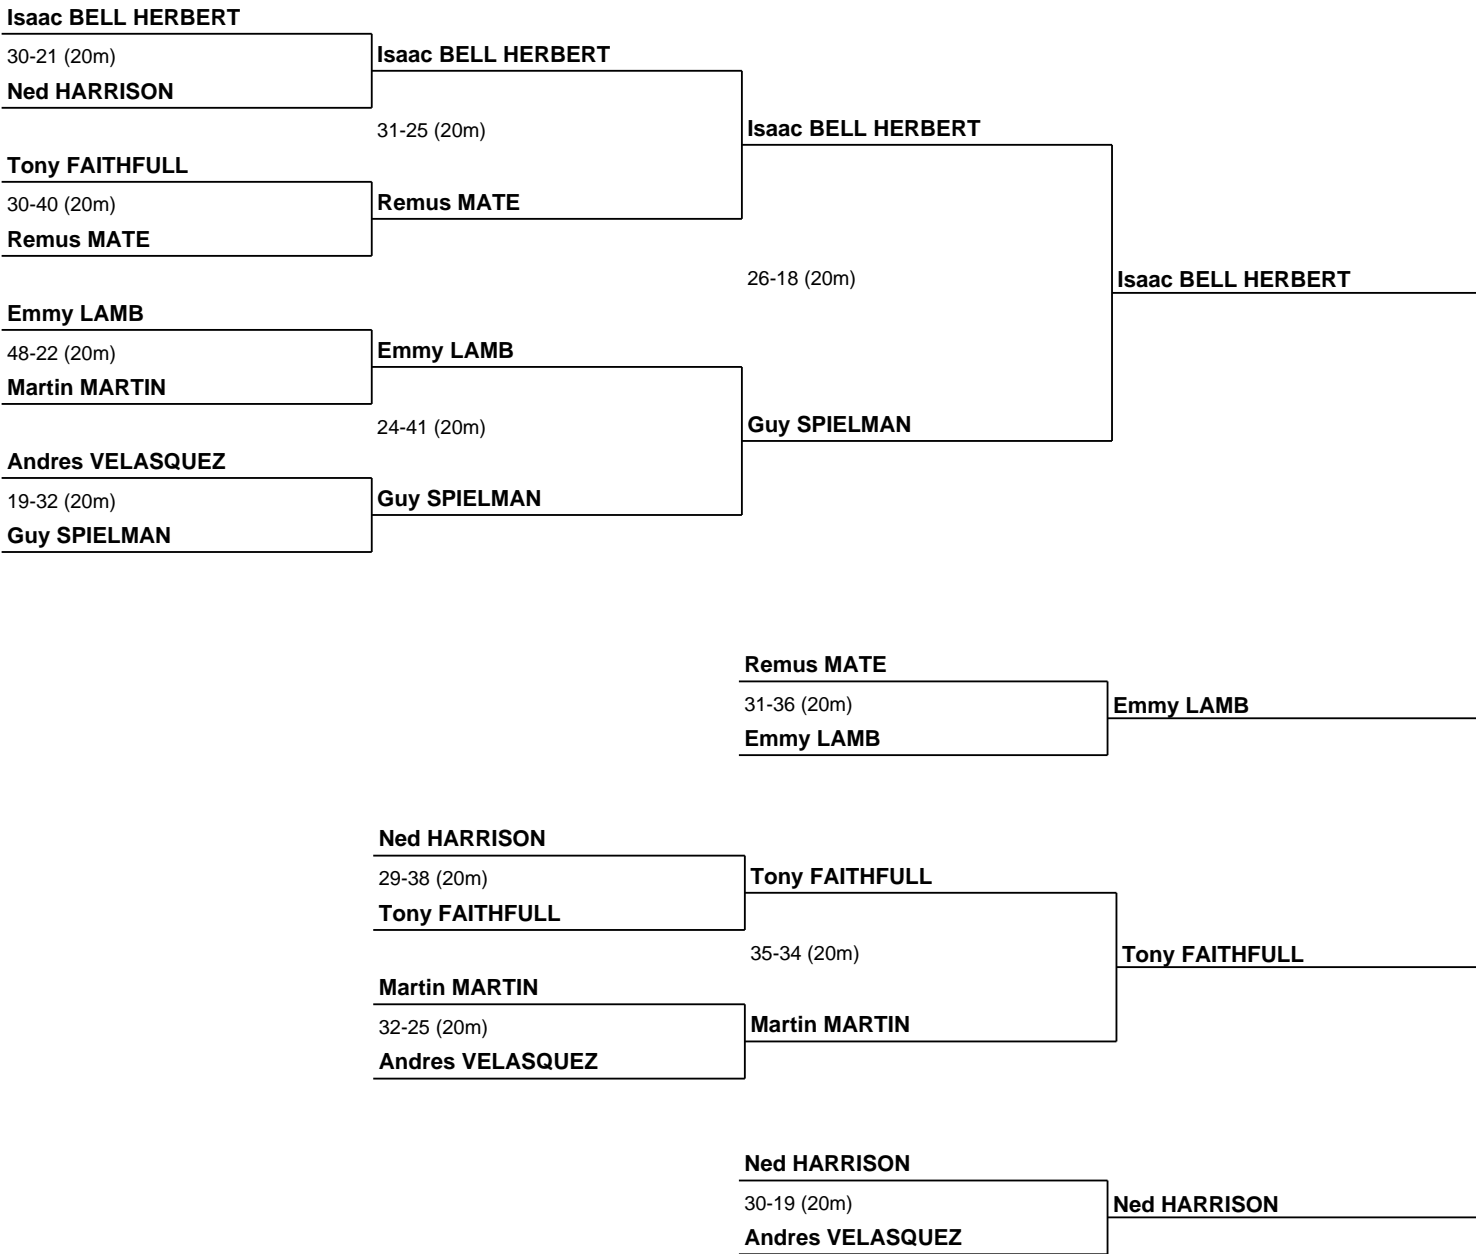 Isaac BELL HERBERT
30-21 (20m)
Isaac BELL HERBERT
Ned HARRISON
31-25 (20m)
Isaac BELL HERBERT
Tony FAITHFULL
30-40 (20m)
Remus MATE
Remus MATE
26-18 (20m)
Isaac BELL HERBERT
Emmy LAMB
48-22 (20m)
Emmy LAMB
Martin MARTIN
24-41 (20m)
Guy SPIELMAN
Andres VELASQUEZ
19-32 (20m)
Guy SPIELMAN
Guy SPIELMAN
Remus MATE
31-36 (20m)
Emmy LAMB
Emmy LAMB
Ned HARRISON
29-38 (20m)
Tony FAITHFULL
Tony FAITHFULL
35-34 (20m)
Tony FAITHFULL
Martin MARTIN
32-25 (20m)
Martin MARTIN
Andres VELASQUEZ
Ned HARRISON
30-19 (20m)
Ned HARRISON
Andres VELASQUEZ